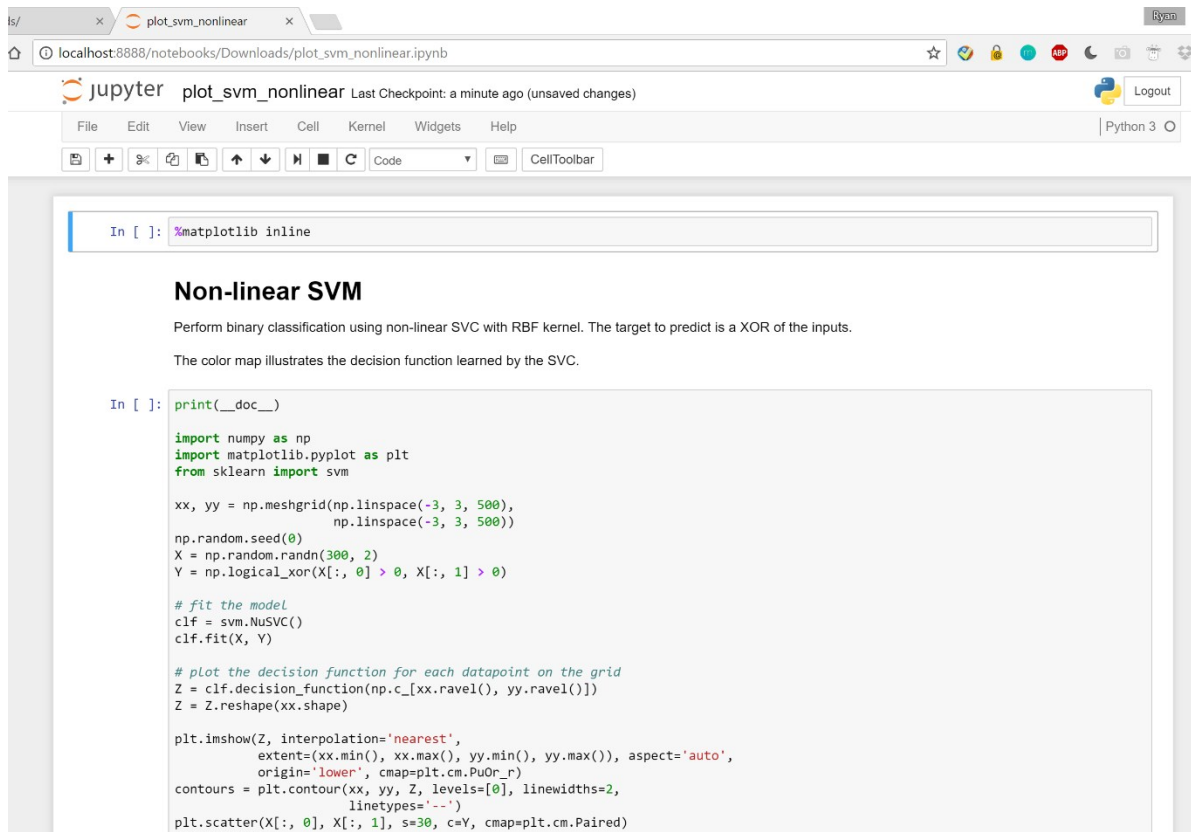 ls/
plot_svm_nonlinear
Ryan
localhost:8888/notebooks/Downloads/plot_svm_nonlinear.ipynb
ABP
jupyter plot_svm_nonlinear Last Checkpoint: a minute ago (unsaved changes)
Logout
File Edit View Insert Cell Kernel Widgets Help
Python 3
Code CellToolbar
In [ ]: %matplotlib inline
Non-linear SVM
Perform binary classification using non-linear SVC with RBF kernel. The target to predict is a XOR of the inputs.
The color map illustrates the decision function learned by the SVC.
In [ ]: print(__doc__)
import numpy as np
import matplotlib.pyplot as plt
from sklearn import svm
xx, yy = np.meshgrid(np.linspace(-3, 3, 500),
np.linspace(-3, 3, 500))
np.random.seed(0)
X = np.random.randn(300, 2)
Y = np.logical_xor(X[:, 0] > 0, X[:, 1] > 0)
# fit the model
clf = svm.NuSVC()
clf.fit(X, Y)
# plot the decision function for each datapoint on the grid
Z = clf.decision_function(np.c_[xx.ravel(), yy.ravel()])
Z = Z.reshape(xx.shape)
plt.imshow(Z, interpolation='nearest',
extent=(xx.min(), xx.max(), yy.min(), yy.max()), aspect='auto',
origin='lower', cmap=plt.cm.PuOr_r)
contours = plt.contour(xx, yy, Z, levels=[0], linewidths=2,
linetypes='--')
plt.scatter(X[:, 0], X[:, 1], s=30, c=Y, cmap=plt.cm.Paired)